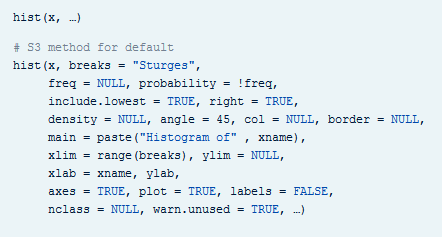 hist(x, …)
# S3 method for default
hist(x, breaks = "Sturges",
freq = NULL, probability = !freq,
include.lowest = TRUE, right = TRUE,
density = NULL, angle = 45, col = NULL, border = NULL,
main = paste("Histogram of" , xname),
xlim = range(breaks), ylim = NULL,
xlab = xname, ylab,
axes = TRUE, plot = TRUE, labels = FALSE,
nclass = NULL, warn.unused = TRUE, …)